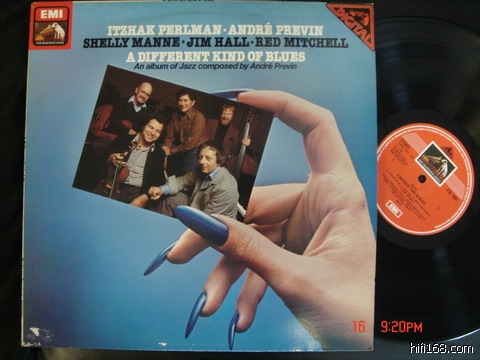 EMI
DIGITAL
ITZHAK PERLMAN · ANDRÉ PREVIN
SHELLY MANNE · JIM HALL · RED MITCHELL
A DIFFERENT KIND OF BLUES
An album of Jazz composed by André Previn
EMI
16 9:20PM
hifi168.com